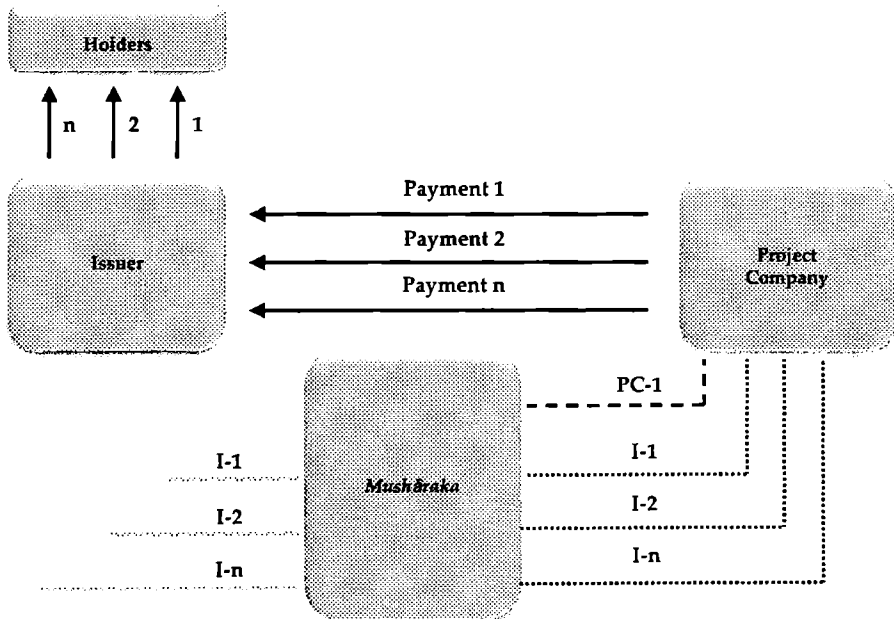 Holders
n 2 1
Payment 1
Issuer
Payment 2
Project
Company
Payment n
PC-1
I-1
I-1
Mushāraka
I-2
I-2
I-n
I-n